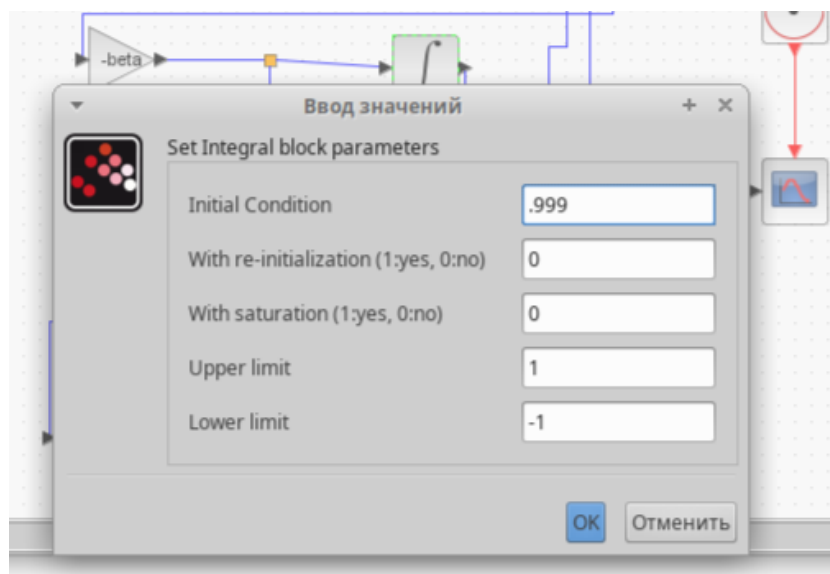 -beta
Ввод значений
Set Integral block parameters
Initial Condition .999
With re-initialization (1:yes, 0:no) 0
With saturation (1:yes, 0:no) 0
Upper limit 1
Lower limit -1
OK Отменить